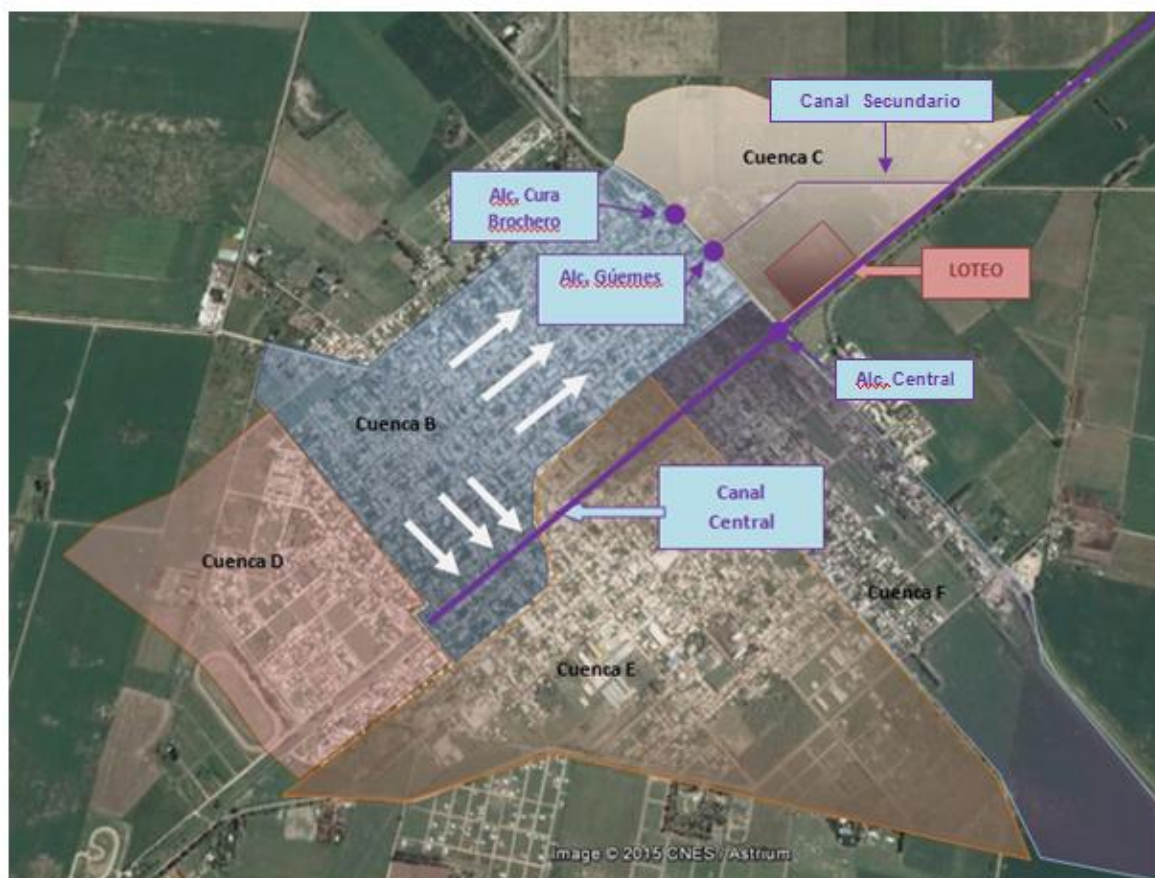 Canal Secundario
Cuenca C
Alc. Cura
Brochero
Alc. Gúemes
LOTEO
Alc. Central
Cuenca B
Canal
Central
Cuenca D
Cuenca F
Cuenca E
Image © 2015 CNES / Astrium